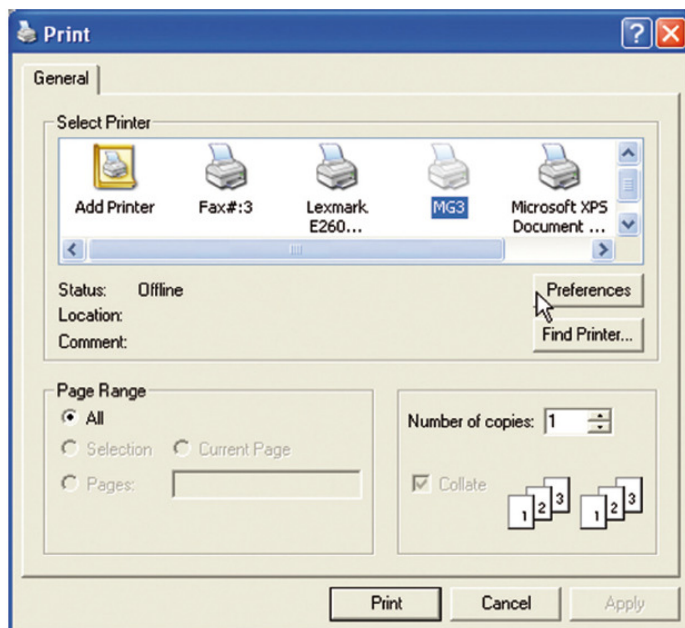 Print
General
Select Printer
Add Printer
Fax#:3
Lexmark
E260...
MG3
Microsoft XPS
Document ...
Status: Offline
Preferences
Location:
Find Printer...
Comment:
Page Range
All
Selection Current Page
Pages:
Number of copies: 1
Collate
1 2 3 1 2 3
Print Cancel Apply